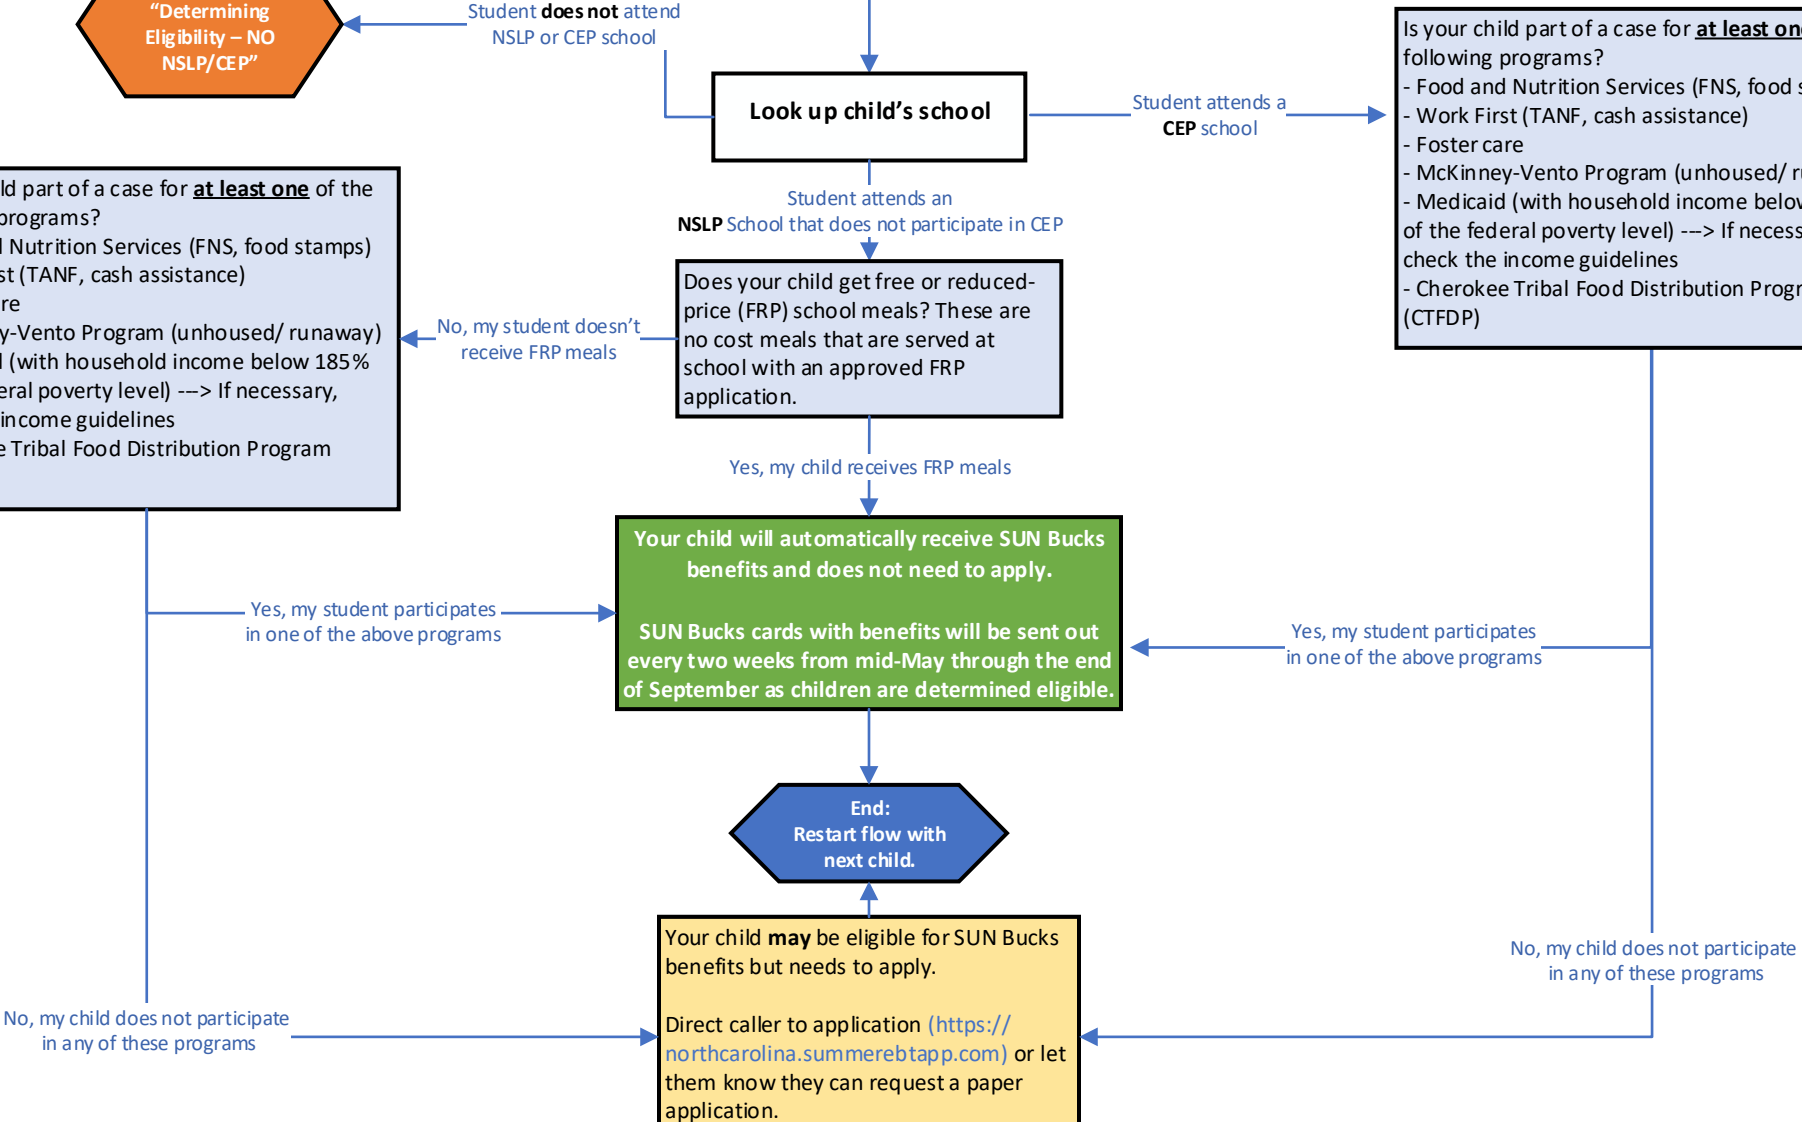 “Determining
Eligibility – NO
NSLP/CEP”
Student does not attend
NSLP or CEP school
Look up child’s school
Student attends a
CEP school
Is your child part of a case for at least one
following programs?
- Food and Nutrition Services (FNS, food
- Work First (TANF, cash assistance)
- Foster care
- McKinney-Vento Program (unhoused/
- Medicaid (with household income below
of the federal poverty level) ---> If
check the income guidelines
- Cherokee Tribal Food Distribution
(CTFDP)
Student attends an
NSLP School that does not participate in CEP
part of a case for at least one of the
programs?
Nutrition Services (FNS, food stamps)
(TANF, cash assistance)
Program (unhoused/ runaway)
(with household income below 185%
poverty level) ---> If necessary,
income guidelines
Tribal Food Distribution Program
No, my student doesn’t
receive FRP meals
Does your child get free or reduced-
price (FRP) school meals? These are
no cost meals that are served at
school with an approved FRP
application.
Yes, my child receives FRP meals
Your child will automatically receive SUN Bucks
benefits and does not need to apply.
SUN Bucks cards with benefits will be sent out
every two weeks from mid-May through the end
of September as children are determined eligible.
Yes, my student participates
in one of the above programs
Yes, my student participates
in one of the above programs
End:
Restart flow with
next child.
Your child may be eligible for SUN Bucks
benefits but needs to apply.
Direct caller to application (https://
northcarolina.summerebtapp.com) or let
them know they can request a paper
application.
No, my child does not participate
in any of these programs
No, my child does not participate
in any of these programs